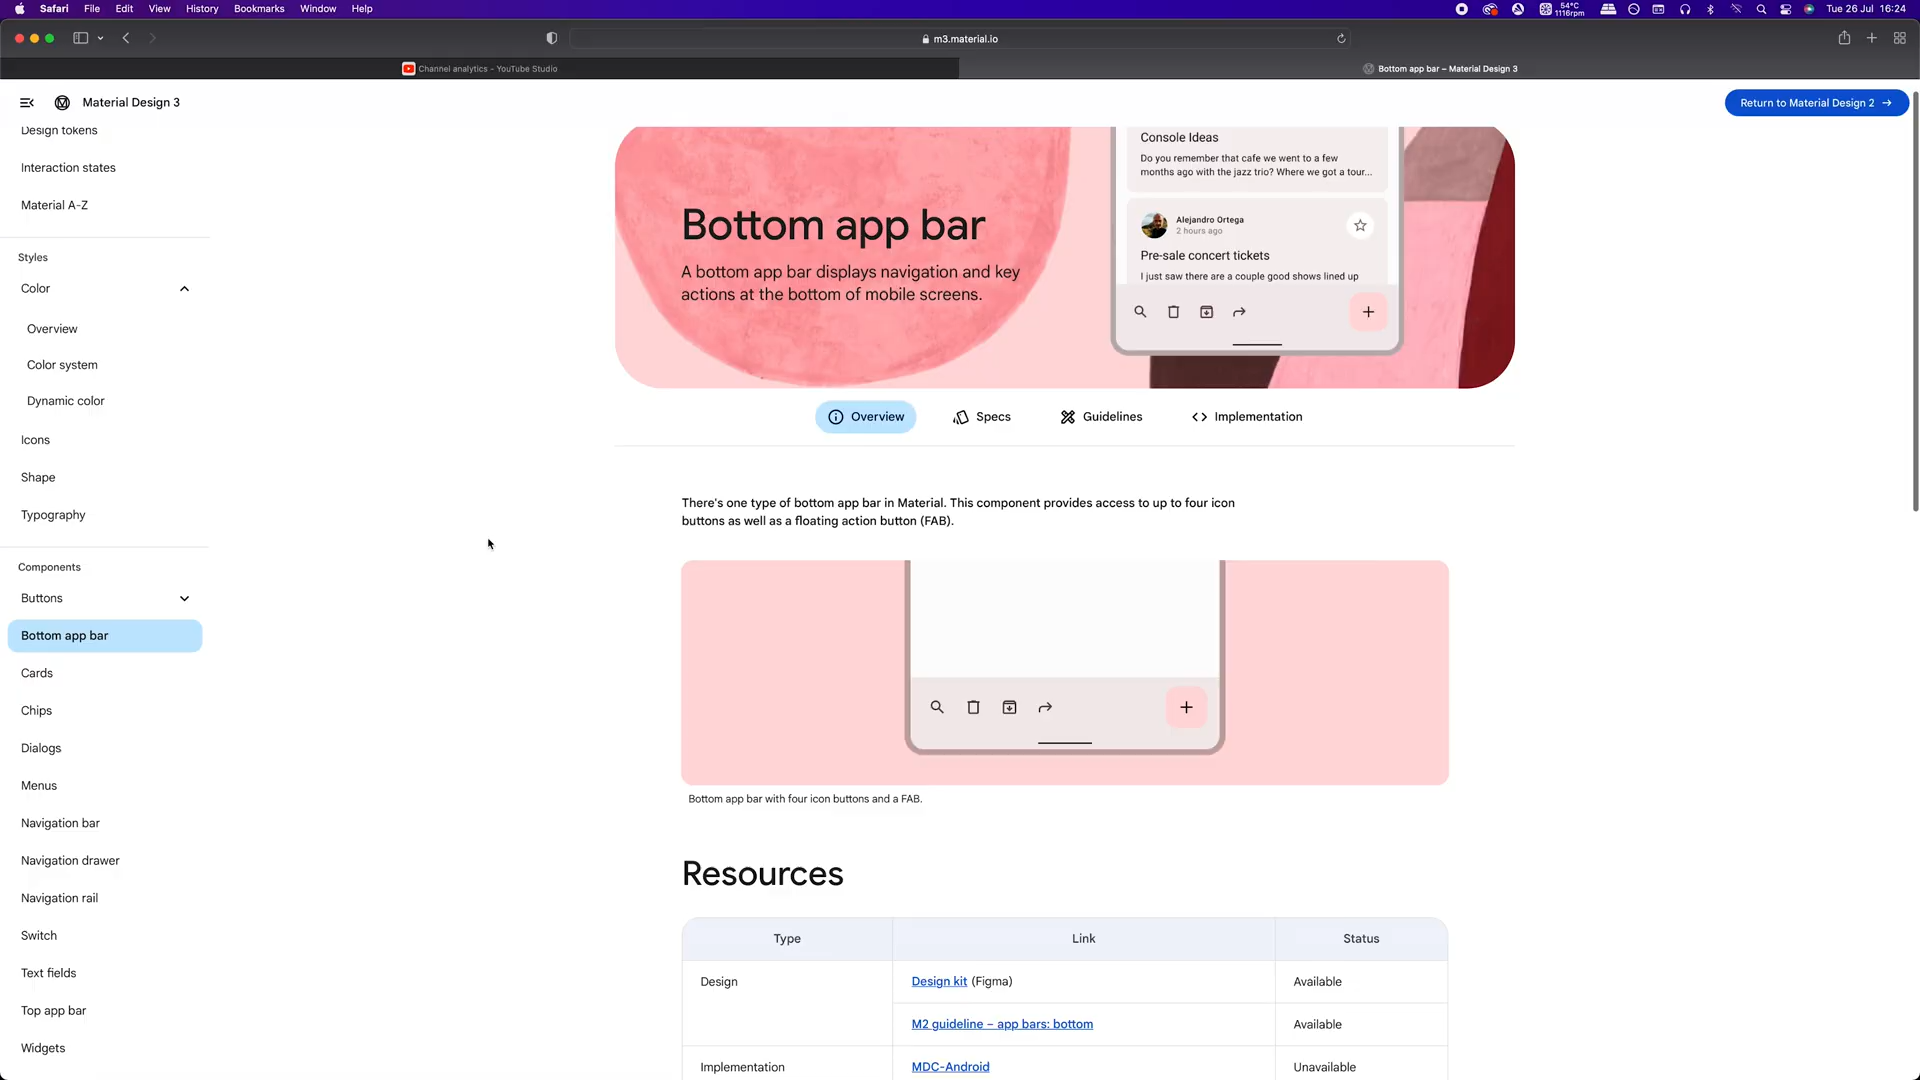 Safari File Edit View History Bookmarks Window Help
54°C
1116rpm
Tue 26 Jul 16:24
m3.material.io
Channel analytics - YouTube Studio
Bottom app bar – Material Design 3
Material Design 3
Return to Material Design 2
Design tokens
Interaction states
Material A-Z
Styles
Color
Overview
Color system
Dynamic color
Icons
Shape
Typography
Components
Buttons
Bottom app bar
Cards
Chips
Dialogs
Menus
Navigation bar
Navigation drawer
Navigation rail
Switch
Text fields
Top app bar
Widgets
Bottom app bar
A bottom app bar displays navigation and key
actions at the bottom of mobile screens.
Console Ideas
Do you remember that cafe we went to a few
months ago with the jazz trio? Where we got a tour...
Alejandro Ortega
2 hours ago
Pre-sale concert tickets
I just saw there are a couple good shows lined up
Overview
Specs
Guidelines
Implementation
There's one type of bottom app bar in Material. This component provides access to up to four icon
buttons as well as a floating action button (FAB).
Bottom app bar with four icon buttons and a FAB.
Resources
Type Link Status
Design Design kit (Figma) Available
M2 guideline – app bars: bottom Available
Implementation MDC-Android Unavailable